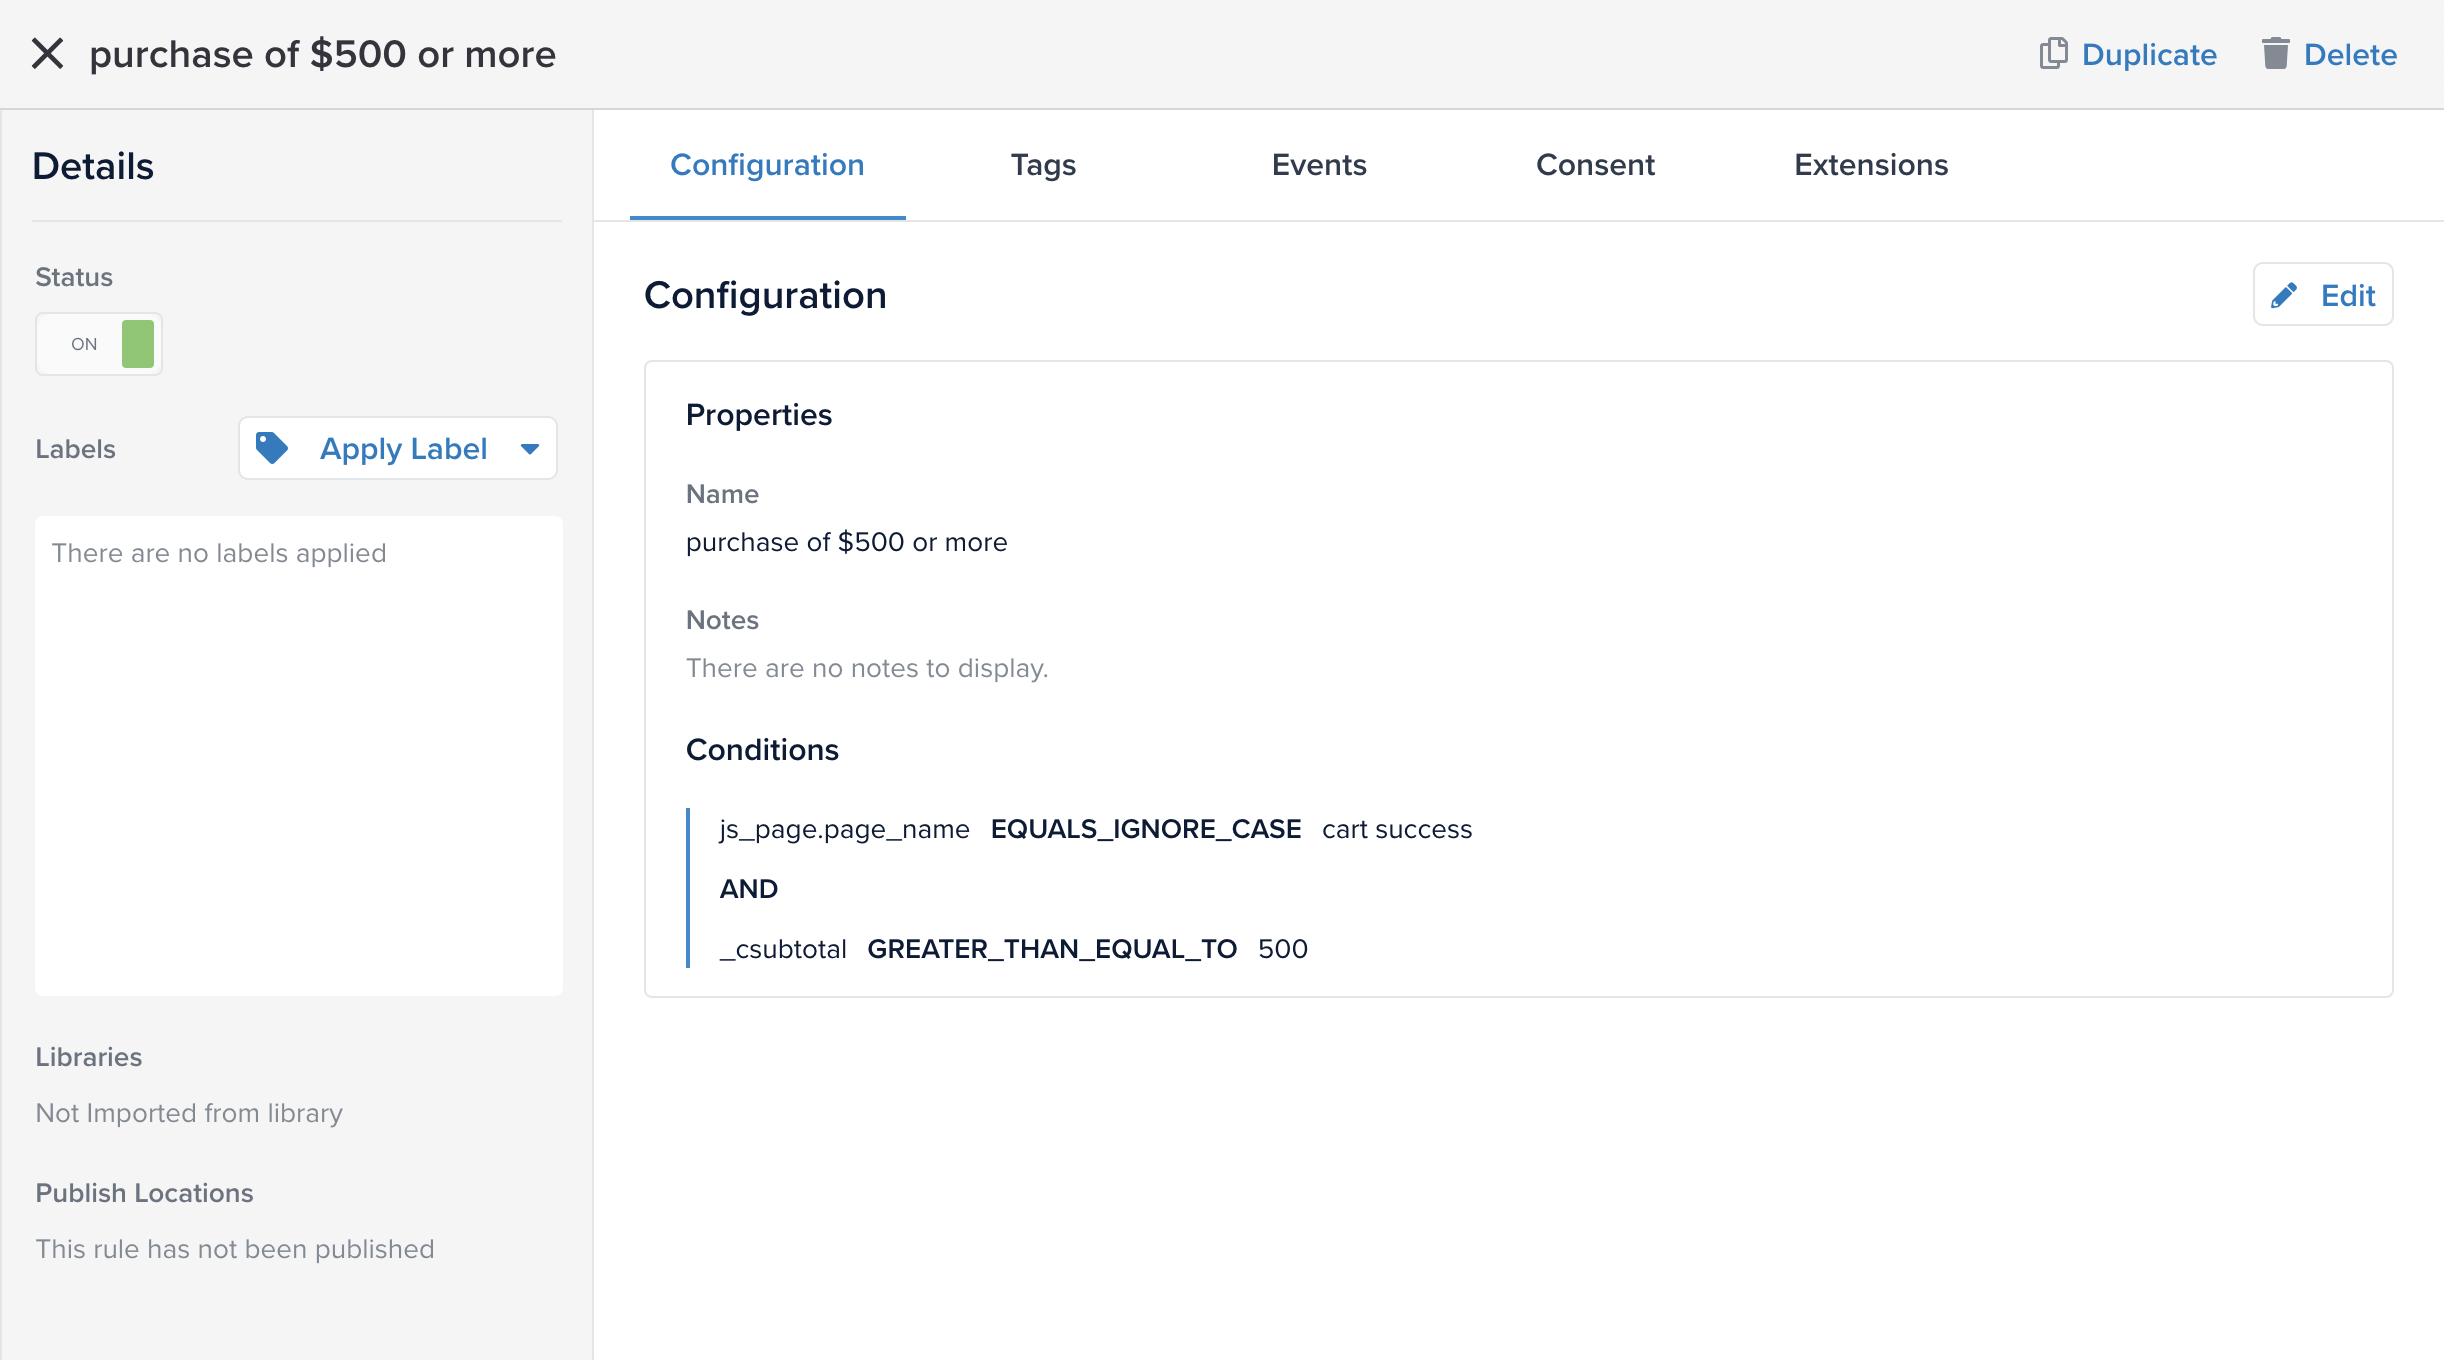 purchase of $500 or more
Duplicate
Delete
Details
Status
ON
Labels
Apply Label
There are no labels applied
Libraries
Not Imported from library
Publish Locations
This rule has not been published
Configuration
Tags
Events
Consent
Extensions
Configuration
Edit
Properties
Name
purchase of $500 or more
Notes
There are no notes to display.
Conditions
js_page.page_name EQUALS_IGNORE_CASE cart success
AND
_csubtotal GREATER_THAN_EQUAL_TO 500